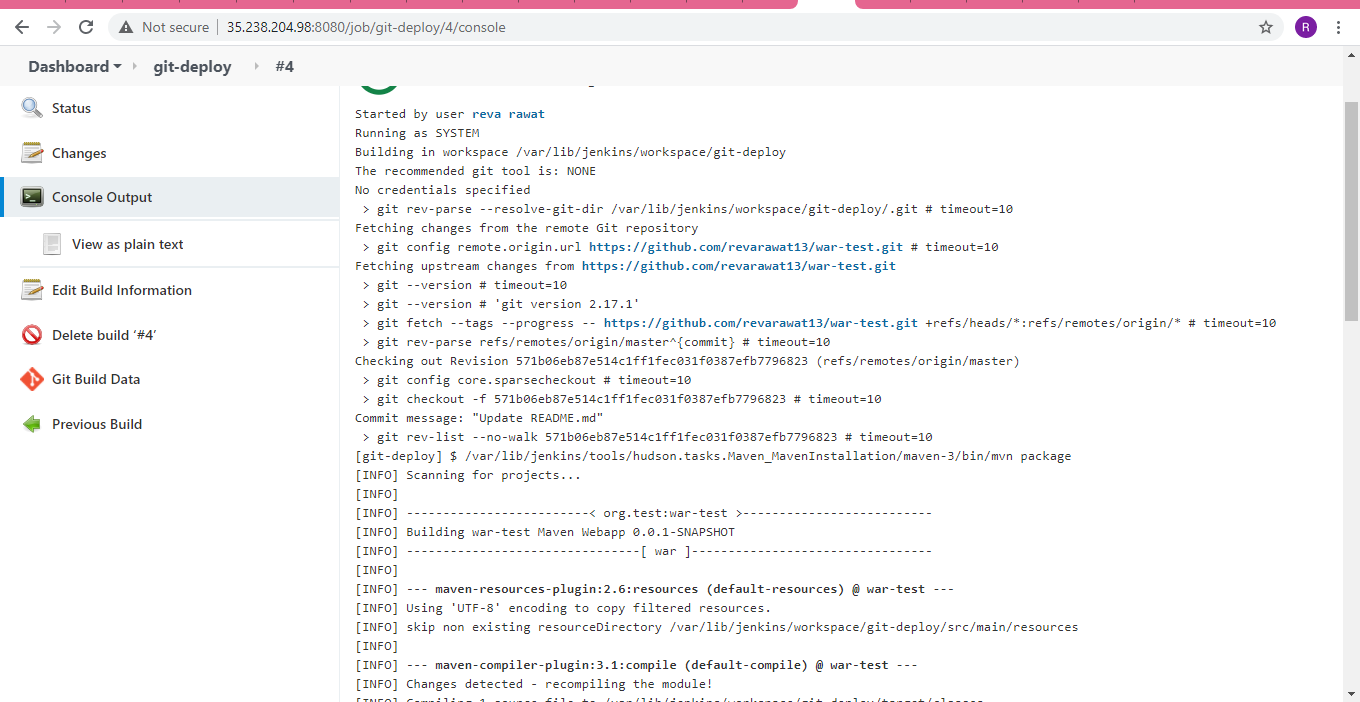 Not secure | 35.238.204.98:8080/job/git-deploy/4/console
R
Dashboard git-deploy #4
Status
Changes
Console Output
View as plain text
Edit Build Information
Delete build ‘#4’
Git Build Data
Previous Build
Started by user reva rawat
Running as SYSTEM
Building in workspace /var/lib/jenkins/workspace/git-deploy
The recommended git tool is: NONE
No credentials specified
> git rev-parse --resolve-git-dir /var/lib/jenkins/workspace/git-deploy/.git # timeout=10
Fetching changes from the remote Git repository
> git config remote.origin.url https://github.com/revarawat13/war-test.git # timeout=10
Fetching upstream changes from https://github.com/revarawat13/war-test.git
> git --version # timeout=10
> git --version # 'git version 2.17.1'
> git fetch --tags --progress -- https://github.com/revarawat13/war-test.git +refs/heads/*:refs/remotes/origin/* # timeout=10
> git rev-parse refs/remotes/origin/master^{commit} # timeout=10
Checking out Revision 571b06eb87e514c1ff1fec031f0387efb7796823 (refs/remotes/origin/master)
> git config core.sparsecheckout # timeout=10
> git checkout -f 571b06eb87e514c1ff1fec031f0387efb7796823 # timeout=10
Commit message: "Update README.md"
> git rev-list --no-walk 571b06eb87e514c1ff1fec031f0387efb7796823 # timeout=10
[git-deploy] $ /var/lib/jenkins/tools/hudson.tasks.Maven_MavenInstallation/maven-3/bin/mvn package
[INFO] Scanning for projects...
[INFO]
[INFO] -------------------------< org.test:war-test >--------------------------
[INFO] Building war-test Maven Webapp 0.0.1-SNAPSHOT
[INFO] --------------------------------[ war ]---------------------------------
[INFO]
[INFO] --- maven-resources-plugin:2.6:resources (default-resources) @ war-test ---
[INFO] Using 'UTF-8' encoding to copy filtered resources.
[INFO] skip non existing resourceDirectory /var/lib/jenkins/workspace/git-deploy/src/main/resources
[INFO]
[INFO] --- maven-compiler-plugin:3.1:compile (default-compile) @ war-test ---
[INFO] Changes detected - recompiling the module!
[INFO] Compiling 1 source file to /var/lib/jenkins/workspace/git-deploy/target/classes